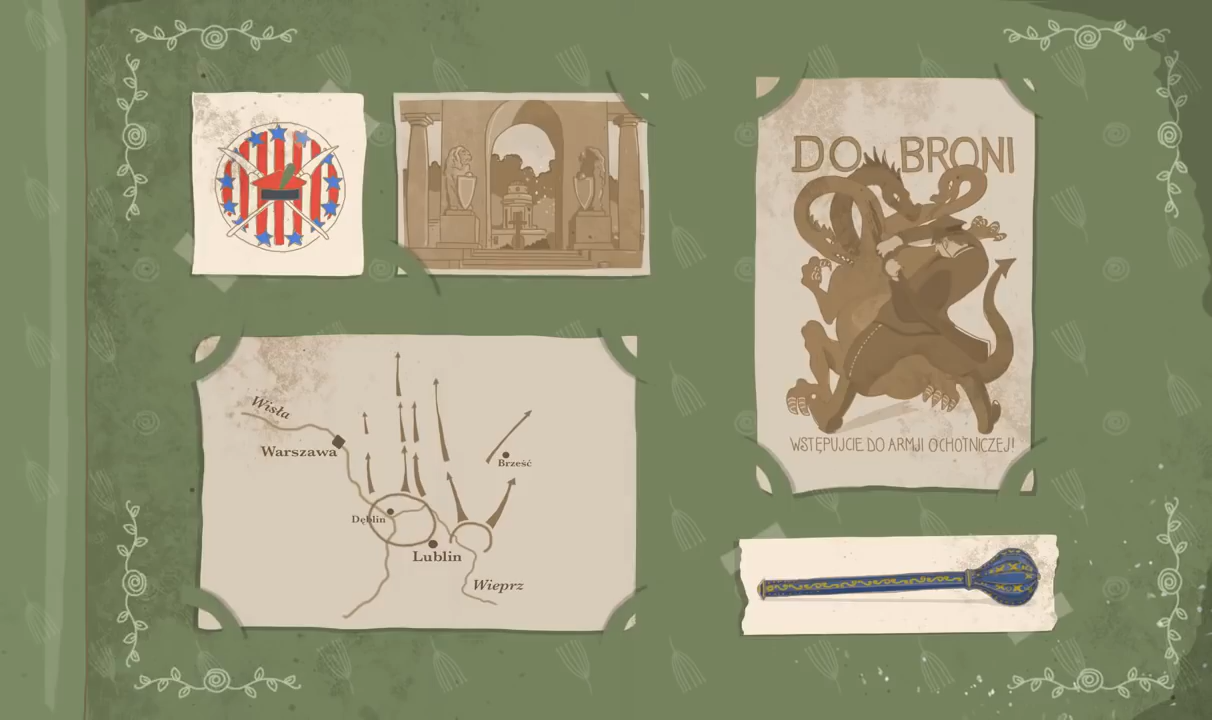 DO BRONI
WSTĘPUJCIE DO ARMJI OCHOTNICZEJ!
Wisła
Warszawa
Brześć
Dęblin
Lublin
Wieprz